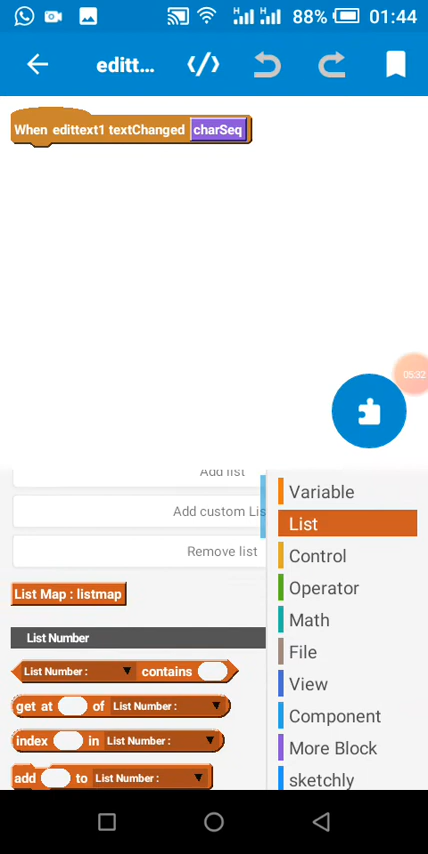 H H 88% 01:44
editt...
When edittext1 textChanged charSeq
05:32
Add list
Variable
Add custom Lis
List
Remove list
Control
List Map : listmap
Operator
Math
List Number
File
List Number : contains
View
get at of List Number :
Component
index in List Number :
More Block
add to List Number :
sketchly